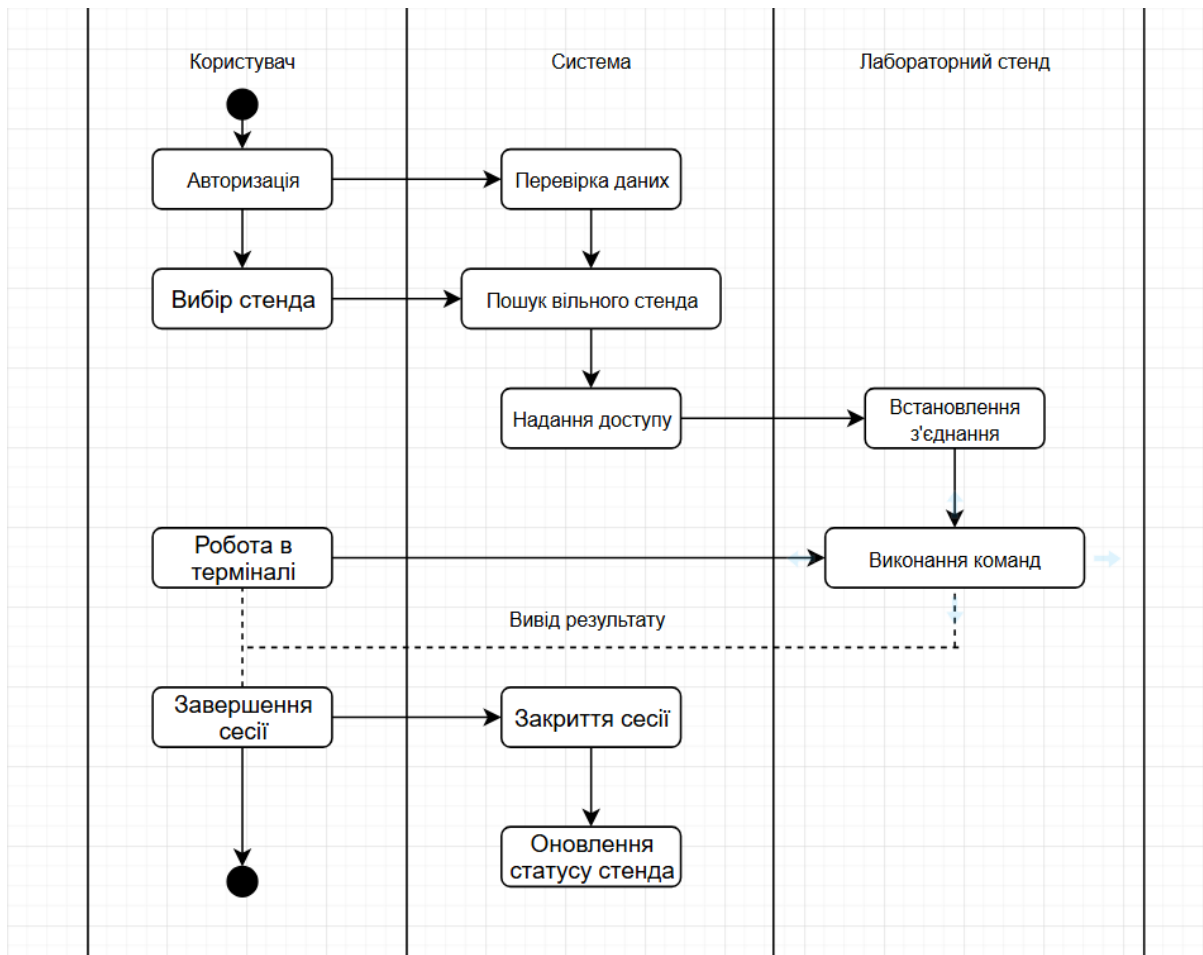 Користувач
Система
Лабораторний стенд
Авторизація
Перевірка даних
Вибір стенда
Пошук вільного стенда
Надання доступу
Встановлення
з'єднання
Робота в
терміналі
Виконання команд
Вивід результату
Завершення
сесії
Закриття сесії
Оновлення
статусу стенда